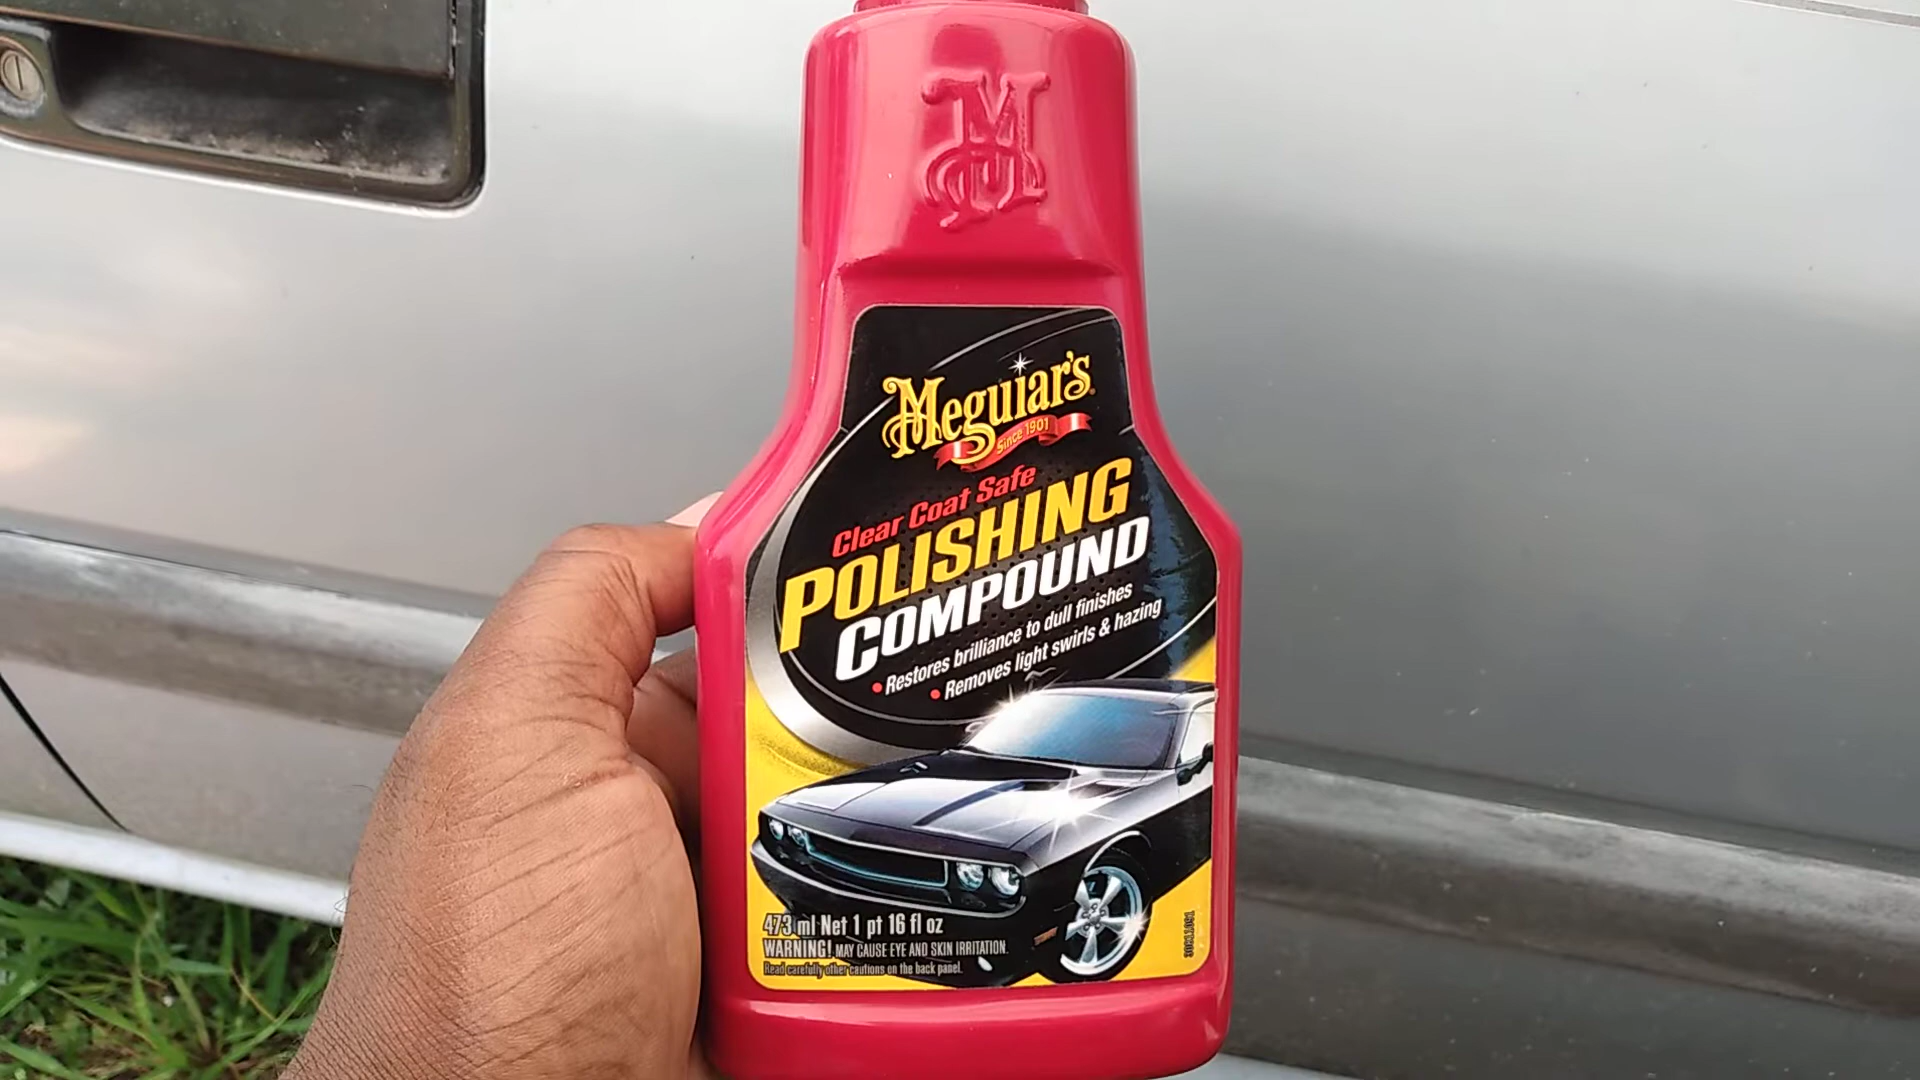 M
Meguiar's
Since 1901
Clear Coat Safe
POLISHING
COMPOUND
• Restores brilliance to dull finishes
• Removes light swirls & hazing
473 ml Net 1 pt 16 fl oz
WARNING! MAY CAUSE EYE AND SKIN IRRITATION.
Read carefully other cautions on the back panel.